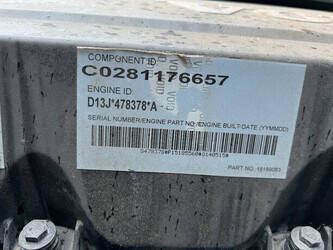 COMPONENT ID
C0281176657
ENGINE ID:
D13J*478378*A
SERIAL NUMBER/ENGINE PART NO./ENGINE BUILT-DATE (YYMMDD)
PART NO.